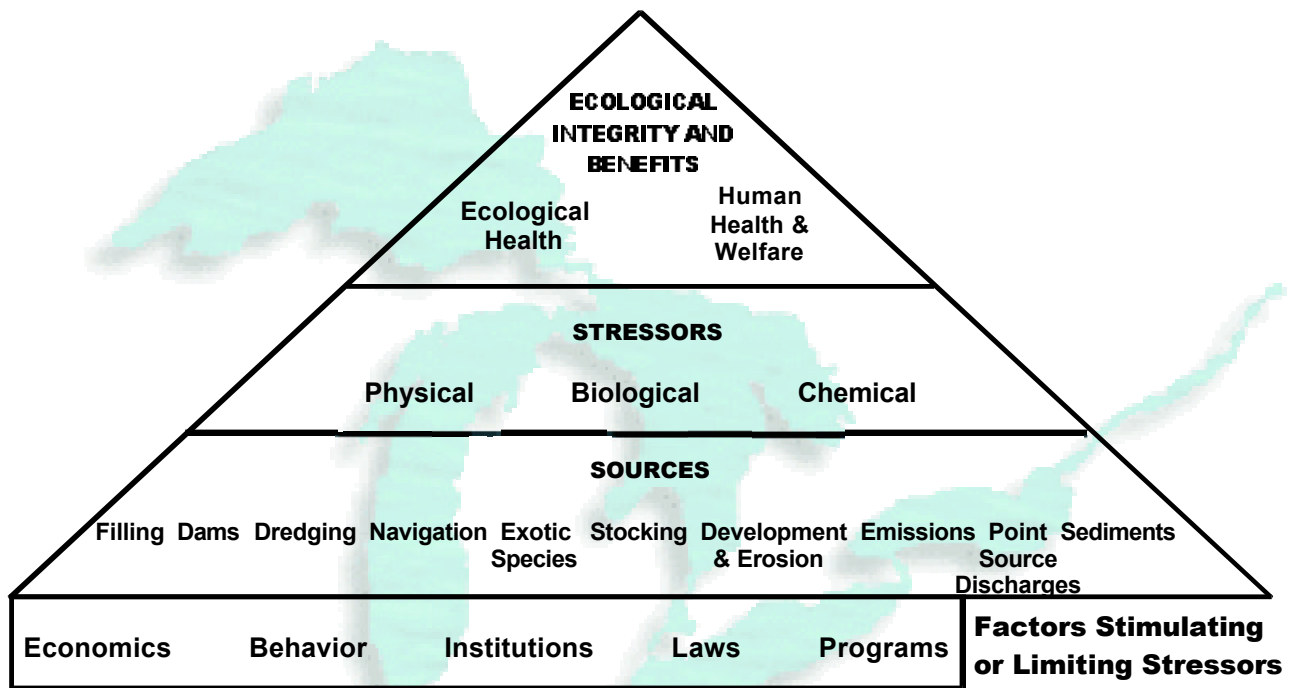 ECOLOGICAL
INTEGRITY AND
BENEFITS
Ecological
Health
Human
Health &
Welfare
STRESSORS
Physical Biological Chemical
SOURCES
Filling Dams Dredging Navigation Exotic Stocking Development Emissions Point Sediments
Species & Erosion Source
Discharges
Economics Behavior Institutions Laws Programs
Factors Stimulating
or Limiting Stressors